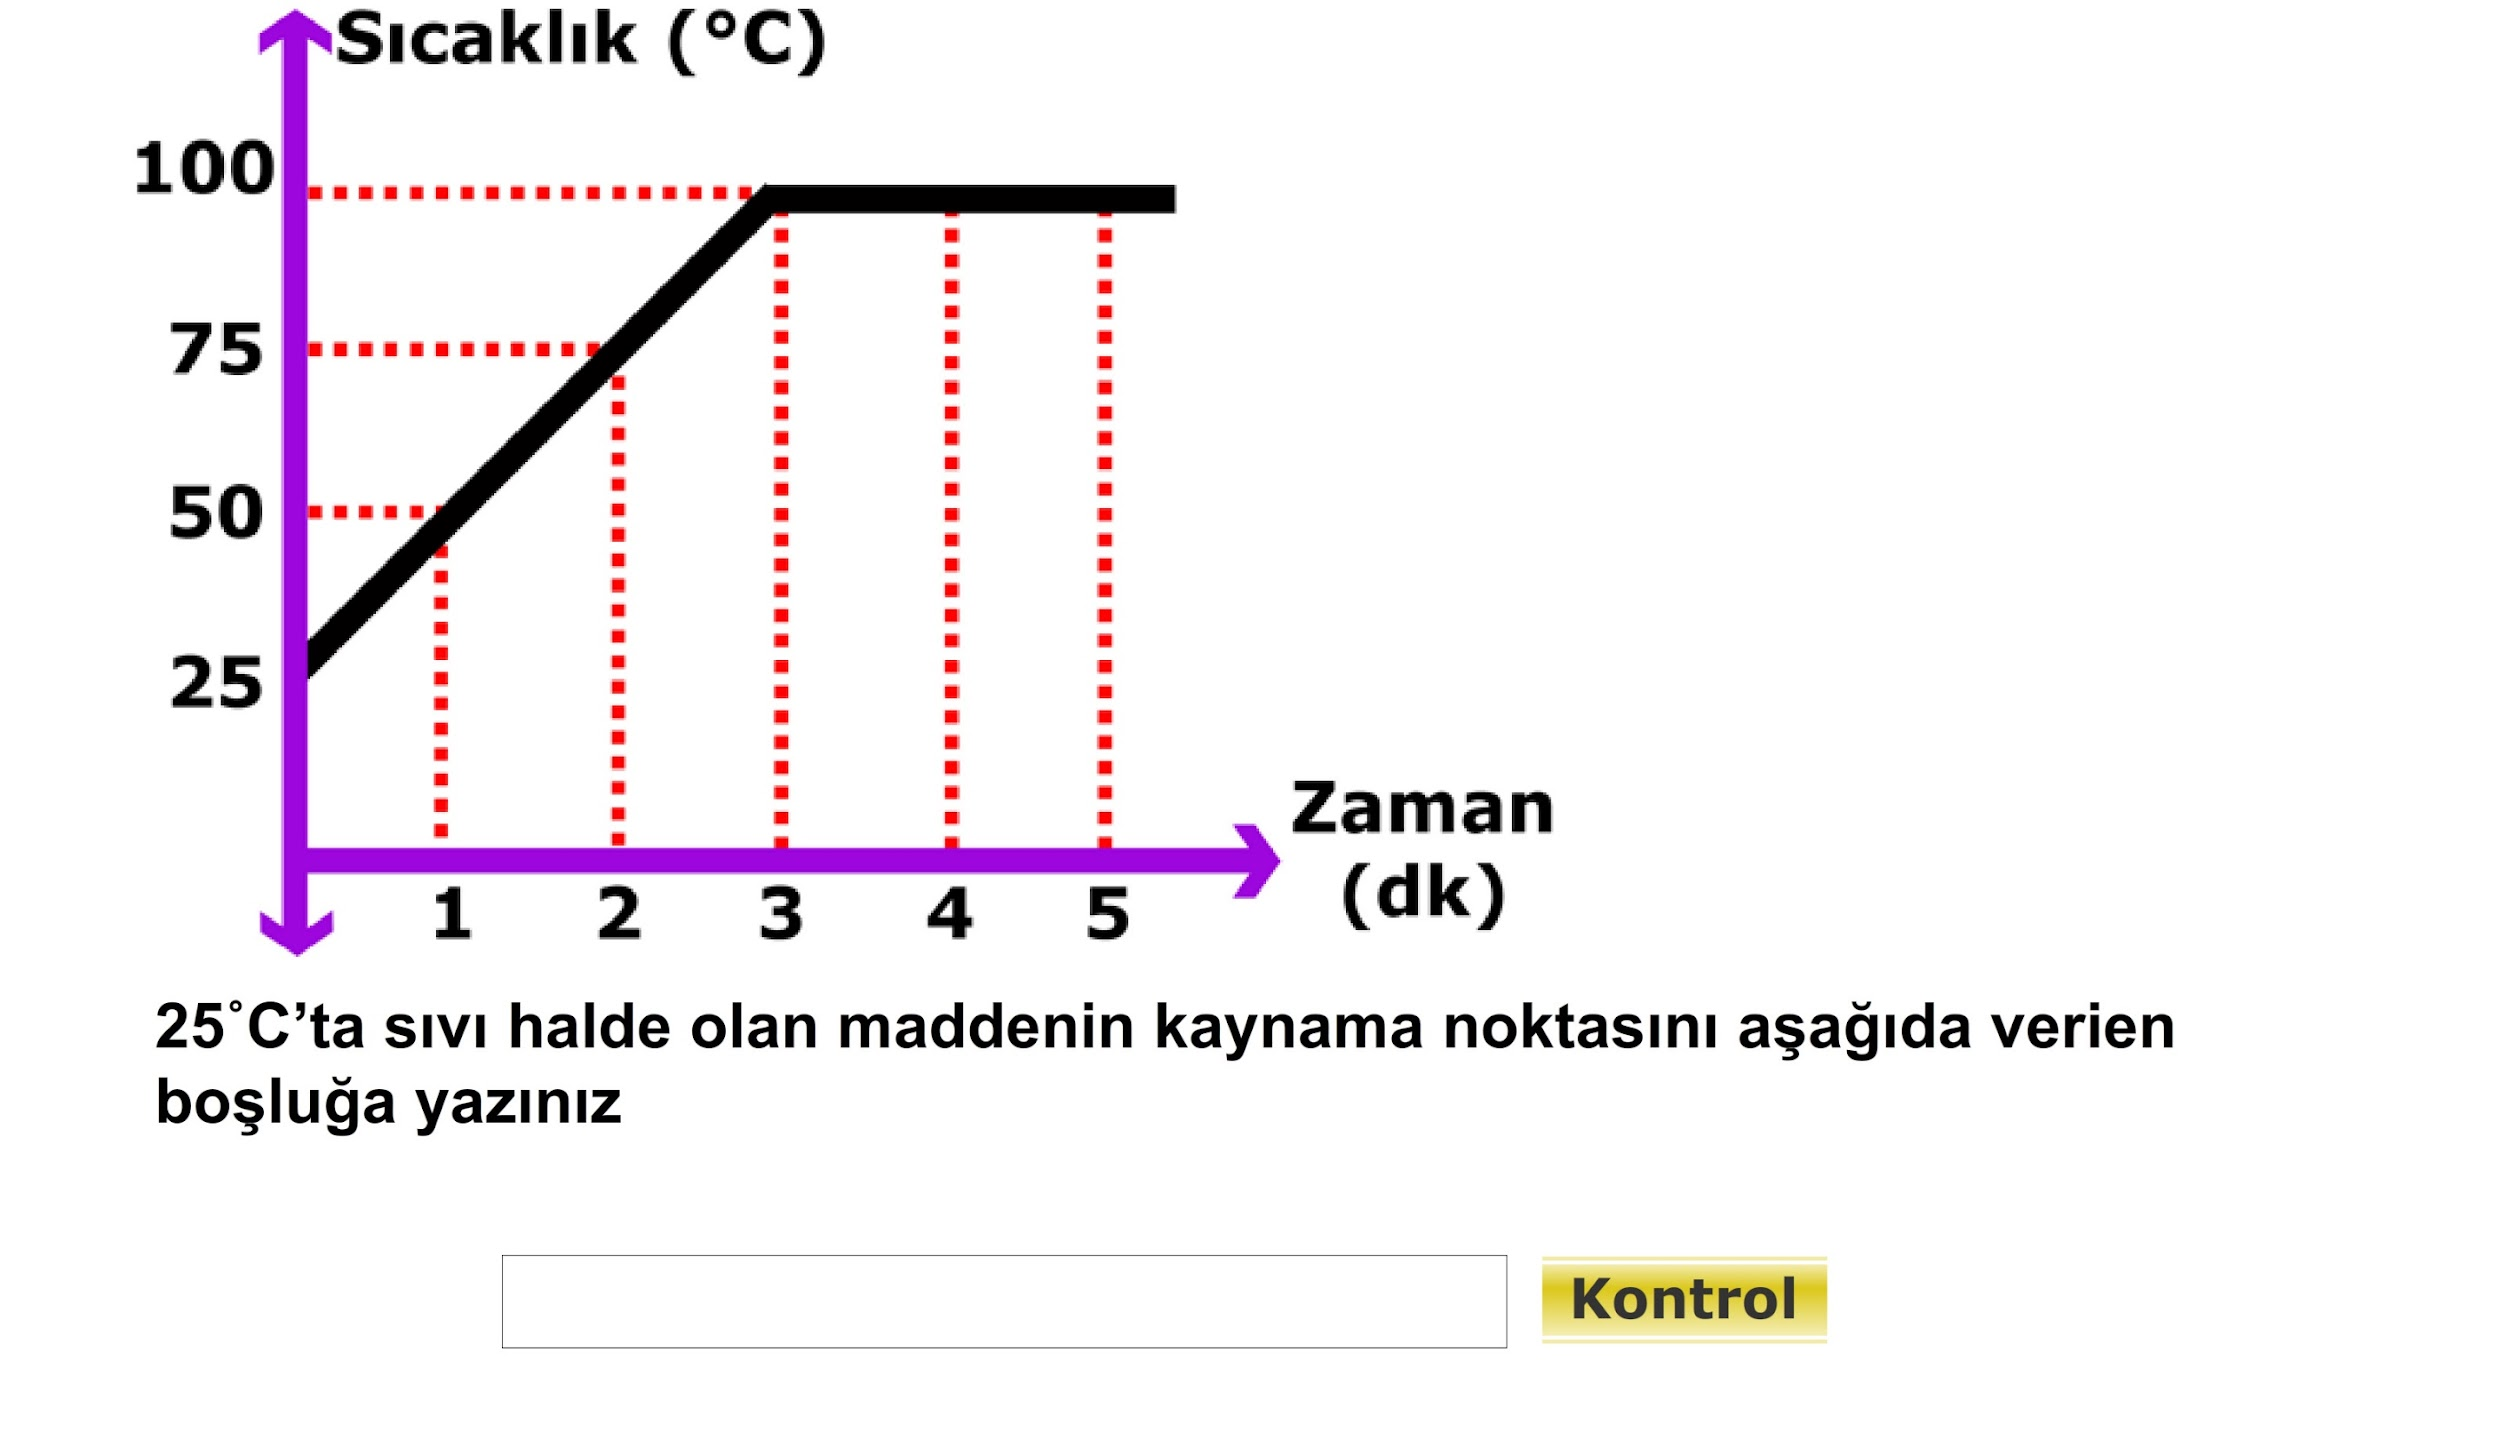 Sıcaklık (°C)
100
75
50
25
Zaman
(dk)
1 2 3 4 5
25°C’ta sıvı halde olan maddenin kaynama noktasını aşağıda verien
boşluğa yazınız
Kontrol